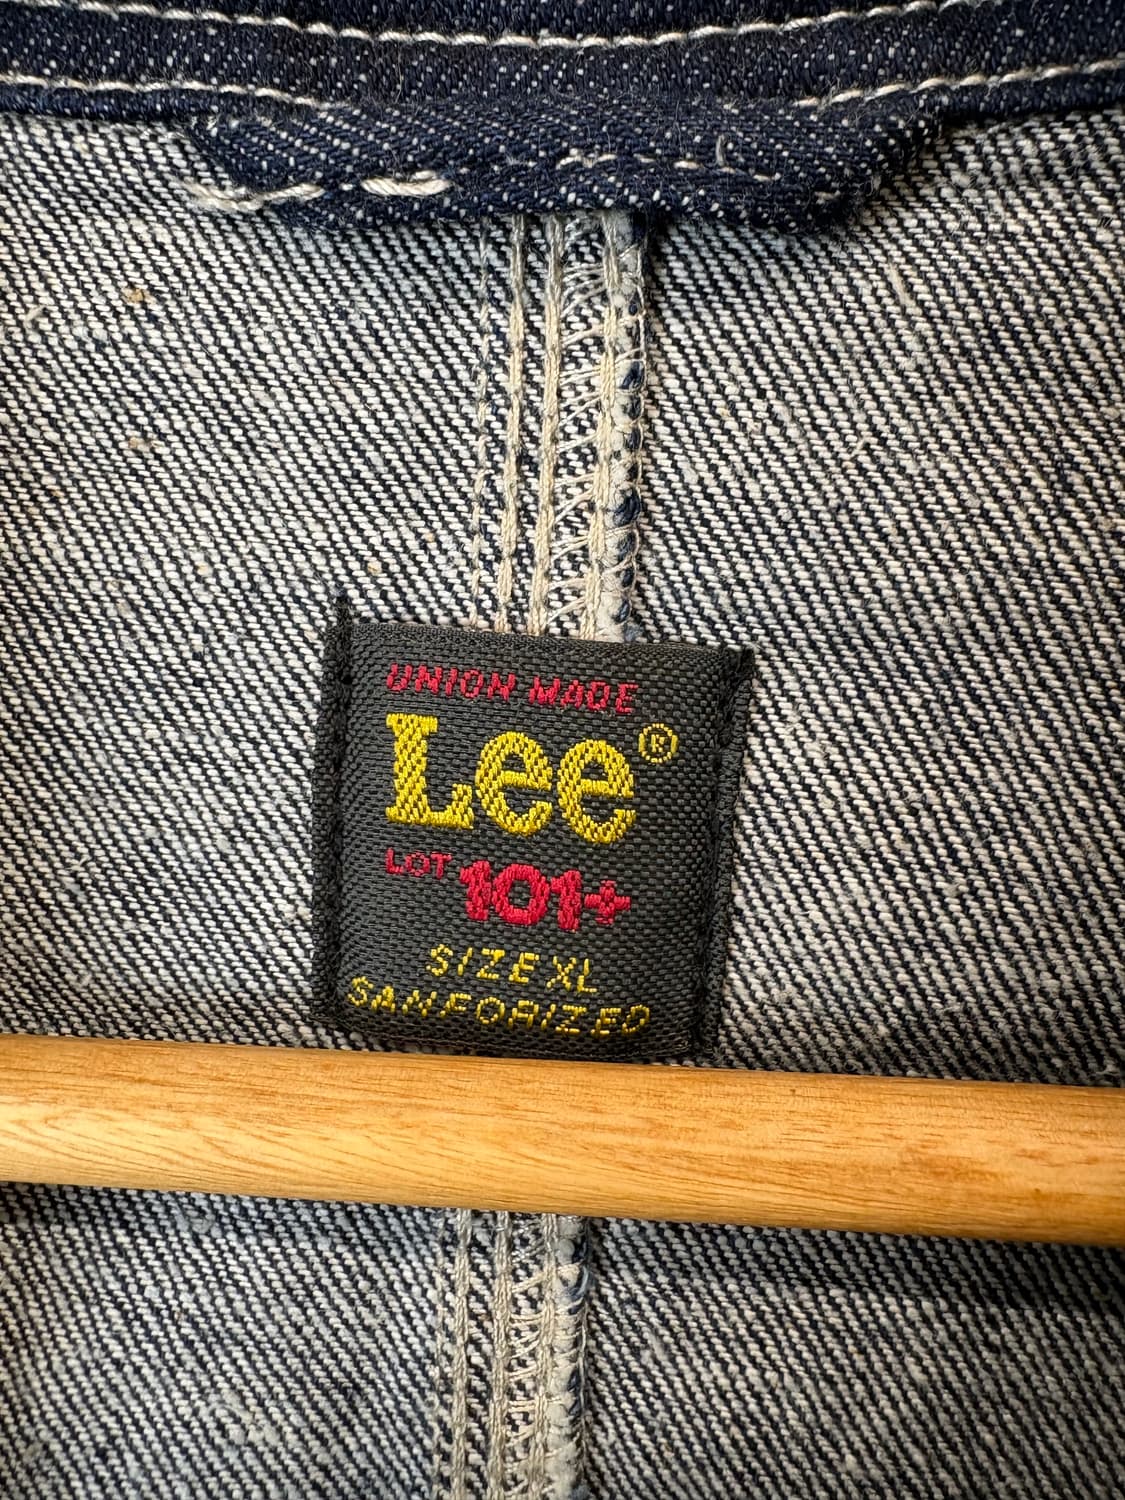 UNION MADE
Lee®
LOT 101+
SIZE XL
SANFORIZED